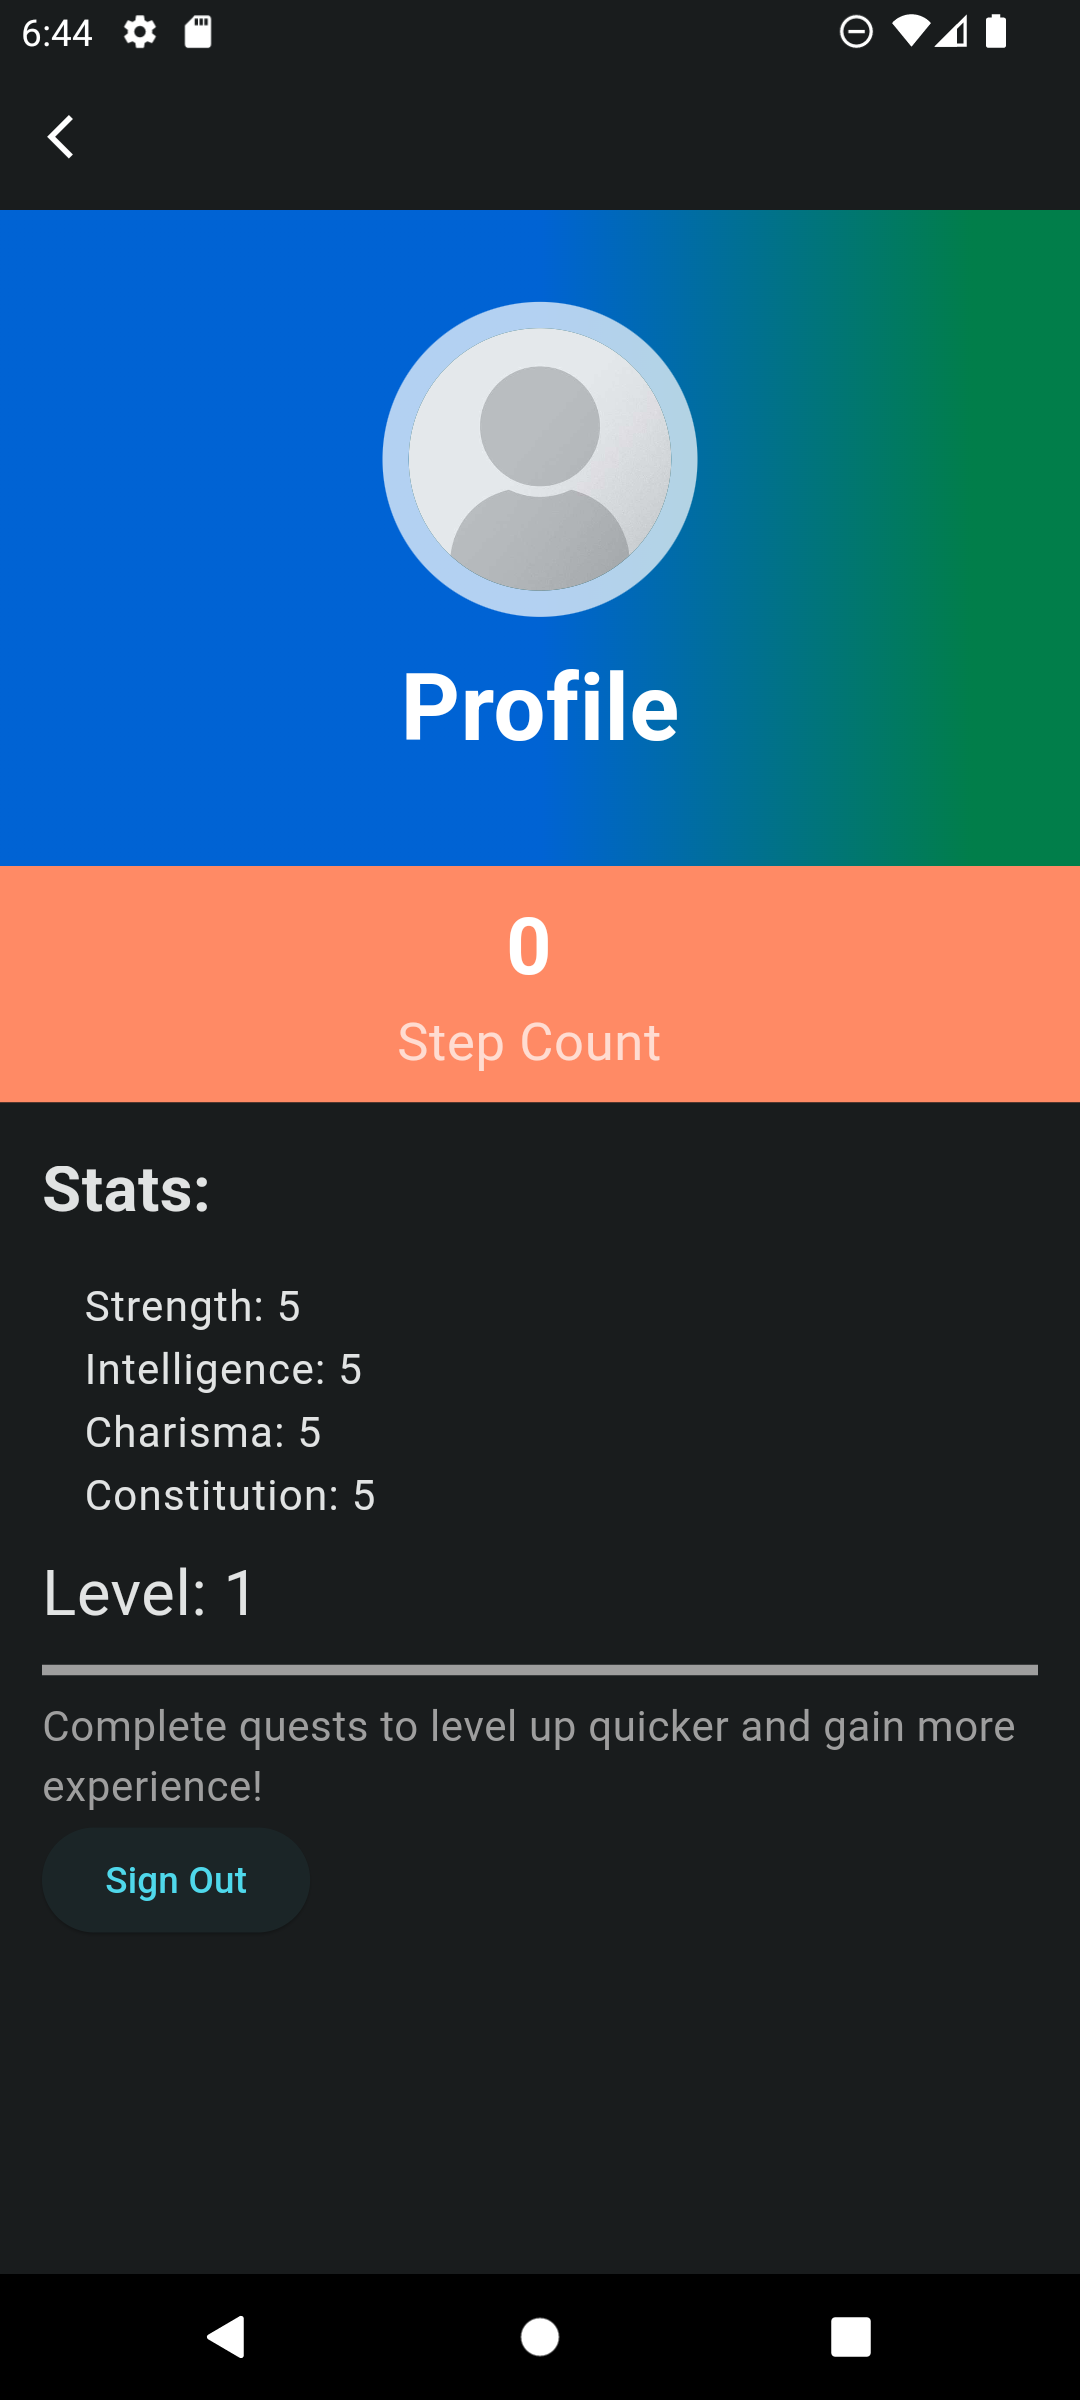 6:44
Profile
0
Step Count
Stats:
Strength: 5
Intelligence: 5
Charisma: 5
Constitution: 5
Level: 1
Complete quests to level up quicker and gain more
experience!
Sign Out